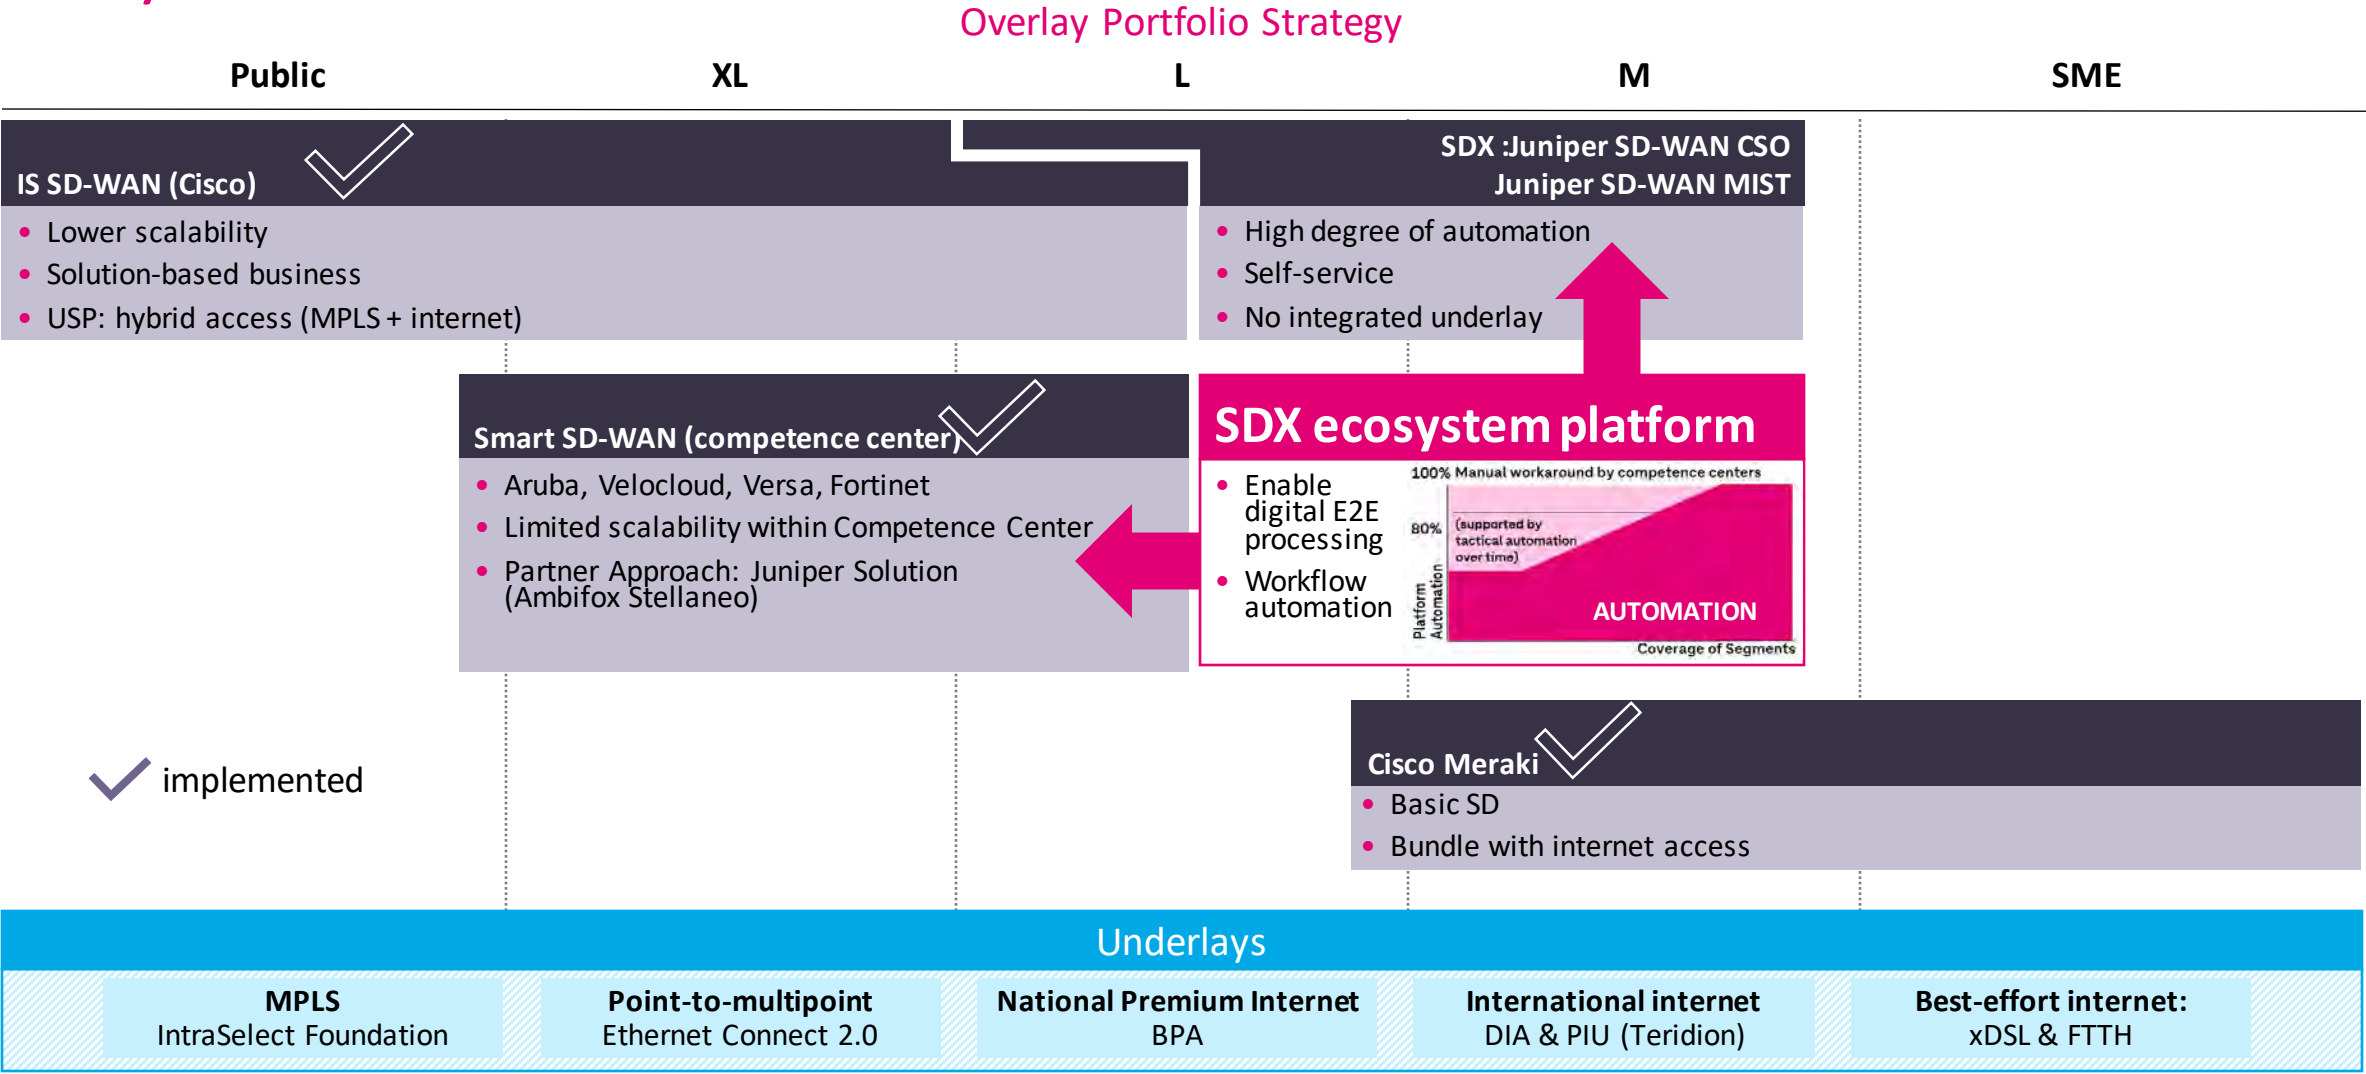 Overlay Portfolio Strategy
Public
XL
L
M
SME
IS SD-WAN (Cisco)
• Lower scalability
• Solution-based business
• USP: hybrid access (MPLS + internet)
SDX :Juniper SD-WAN CSO
Juniper SD-WAN MIST
• High degree of automation
• Self-service
• No integrated underlay
Smart SD-WAN (competence center)
• Aruba, Velocloud, Versa, Fortinet
• Limited scalability within Competence Center
• Partner Approach: Juniper Solution
(Ambifox Stellaneo)
SDX ecosystem platform
• Enable
digital E2E
processing
• Workflow
automation
100% Manual workaround by competence centers
80%
(supported by
tactical automation
over time)
Platform
Automation
AUTOMATION
Coverage of Segments
implemented
Cisco Meraki
• Basic SD
• Bundle with internet access
Underlays
MPLS
IntraSelect Foundation
Point-to-multipoint
Ethernet Connect 2.0
National Premium Internet
BPA
International internet
DIA & PIU (Teridion)
Best-effort internet:
xDSL & FTTH